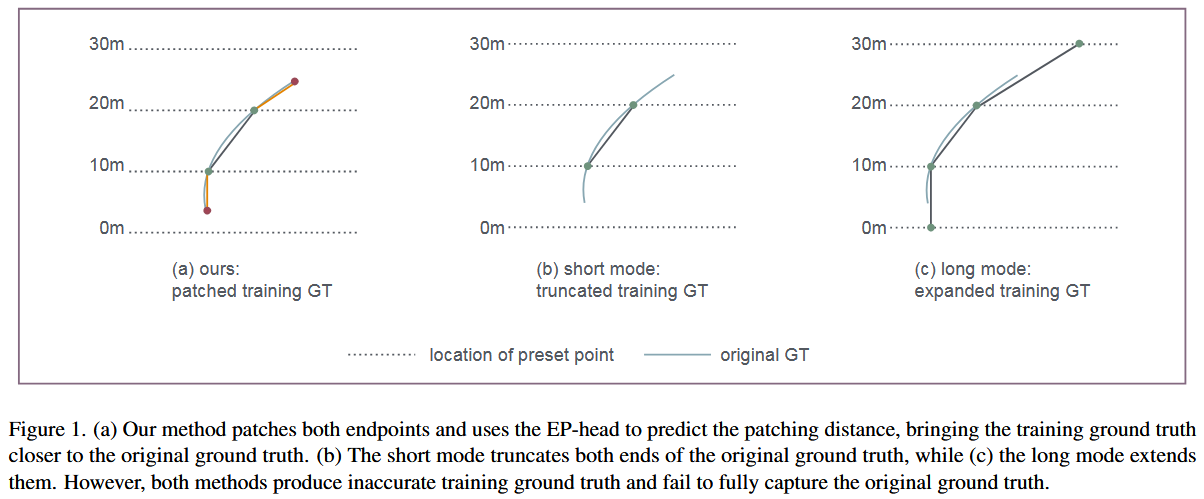 30m 30m 30m
20m 20m 20m
10m 10m 10m
0m 0m 0m
(a) ours: (b) short mode: (c) long mode:
patched training GT truncated training GT expanded training GT
location of preset point original GT
Figure 1. (a) Our method patches both endpoints and uses the EP-head to predict the patching distance, bringing the training ground truth
closer to the original ground truth. (b) The short mode truncates both ends of the original ground truth, while (c) the long mode extends
them. However, both methods produce inaccurate training ground truth and fail to fully capture the original ground truth.